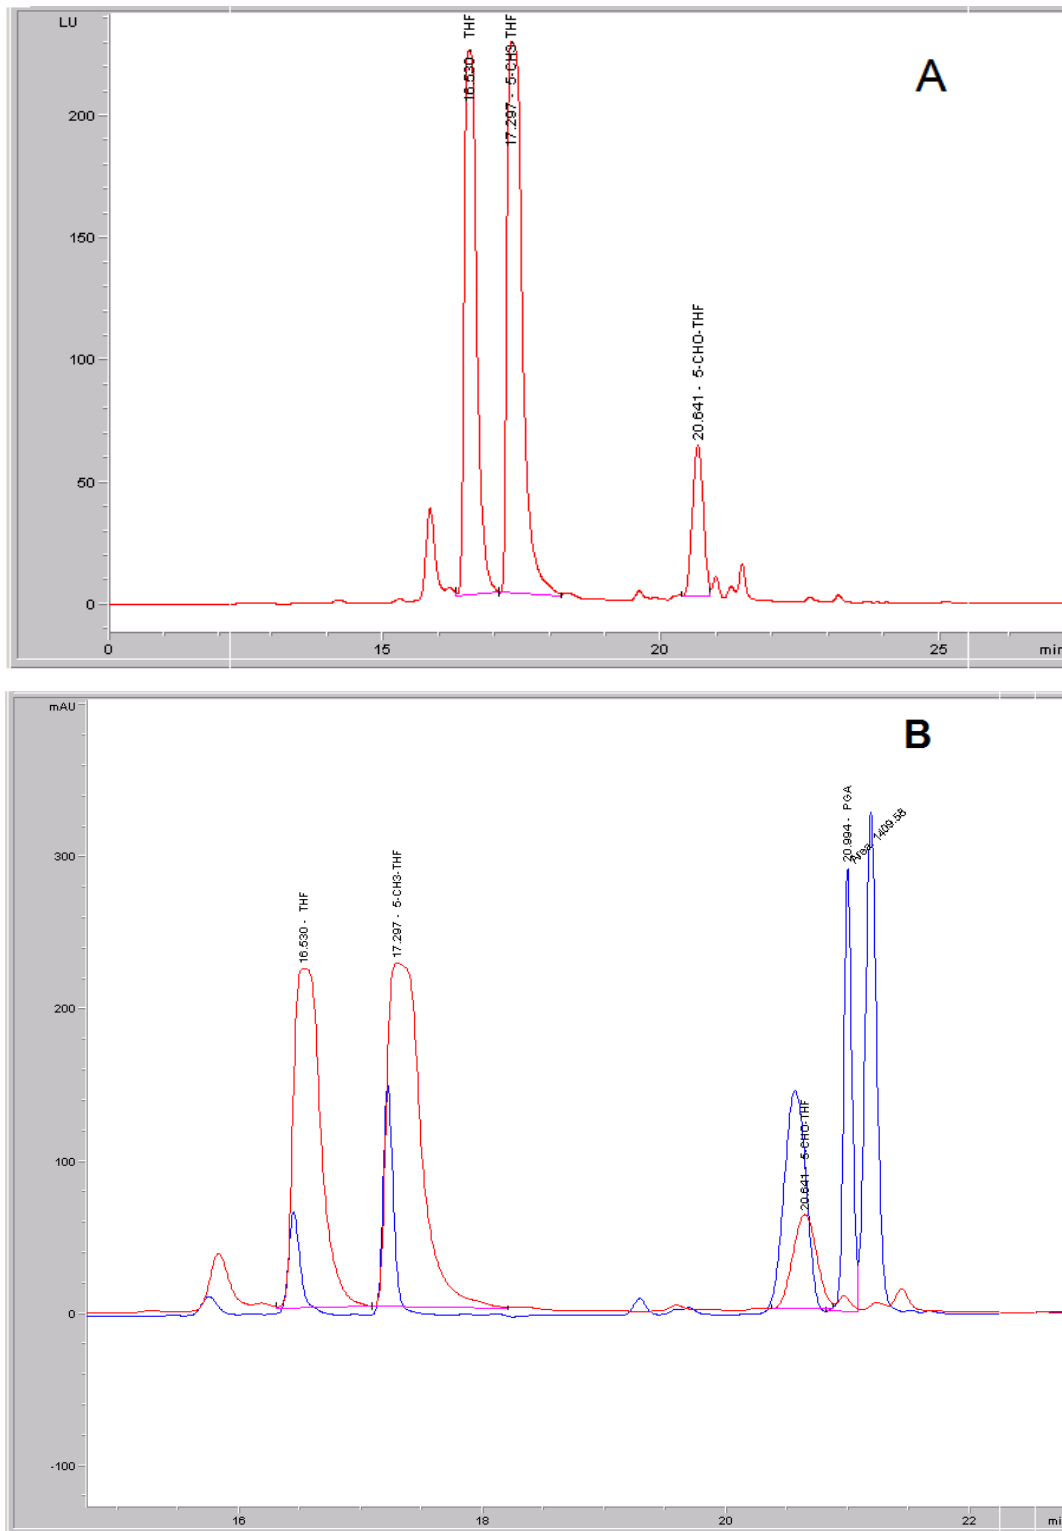 LU
A
200
150
100
50
0
16.530 THF
17.297 - 5-CH3-THF
20.641 - 5-CHO-THF
0
15
20
25
min
mAU
B
300
200
100
0
-100
16.530 - THF
17.297 - 5-CH3-THF
20.641 - 5-CHO-THF
20.994 - PGA
Area: 1409.58
16
18
20
22
mi